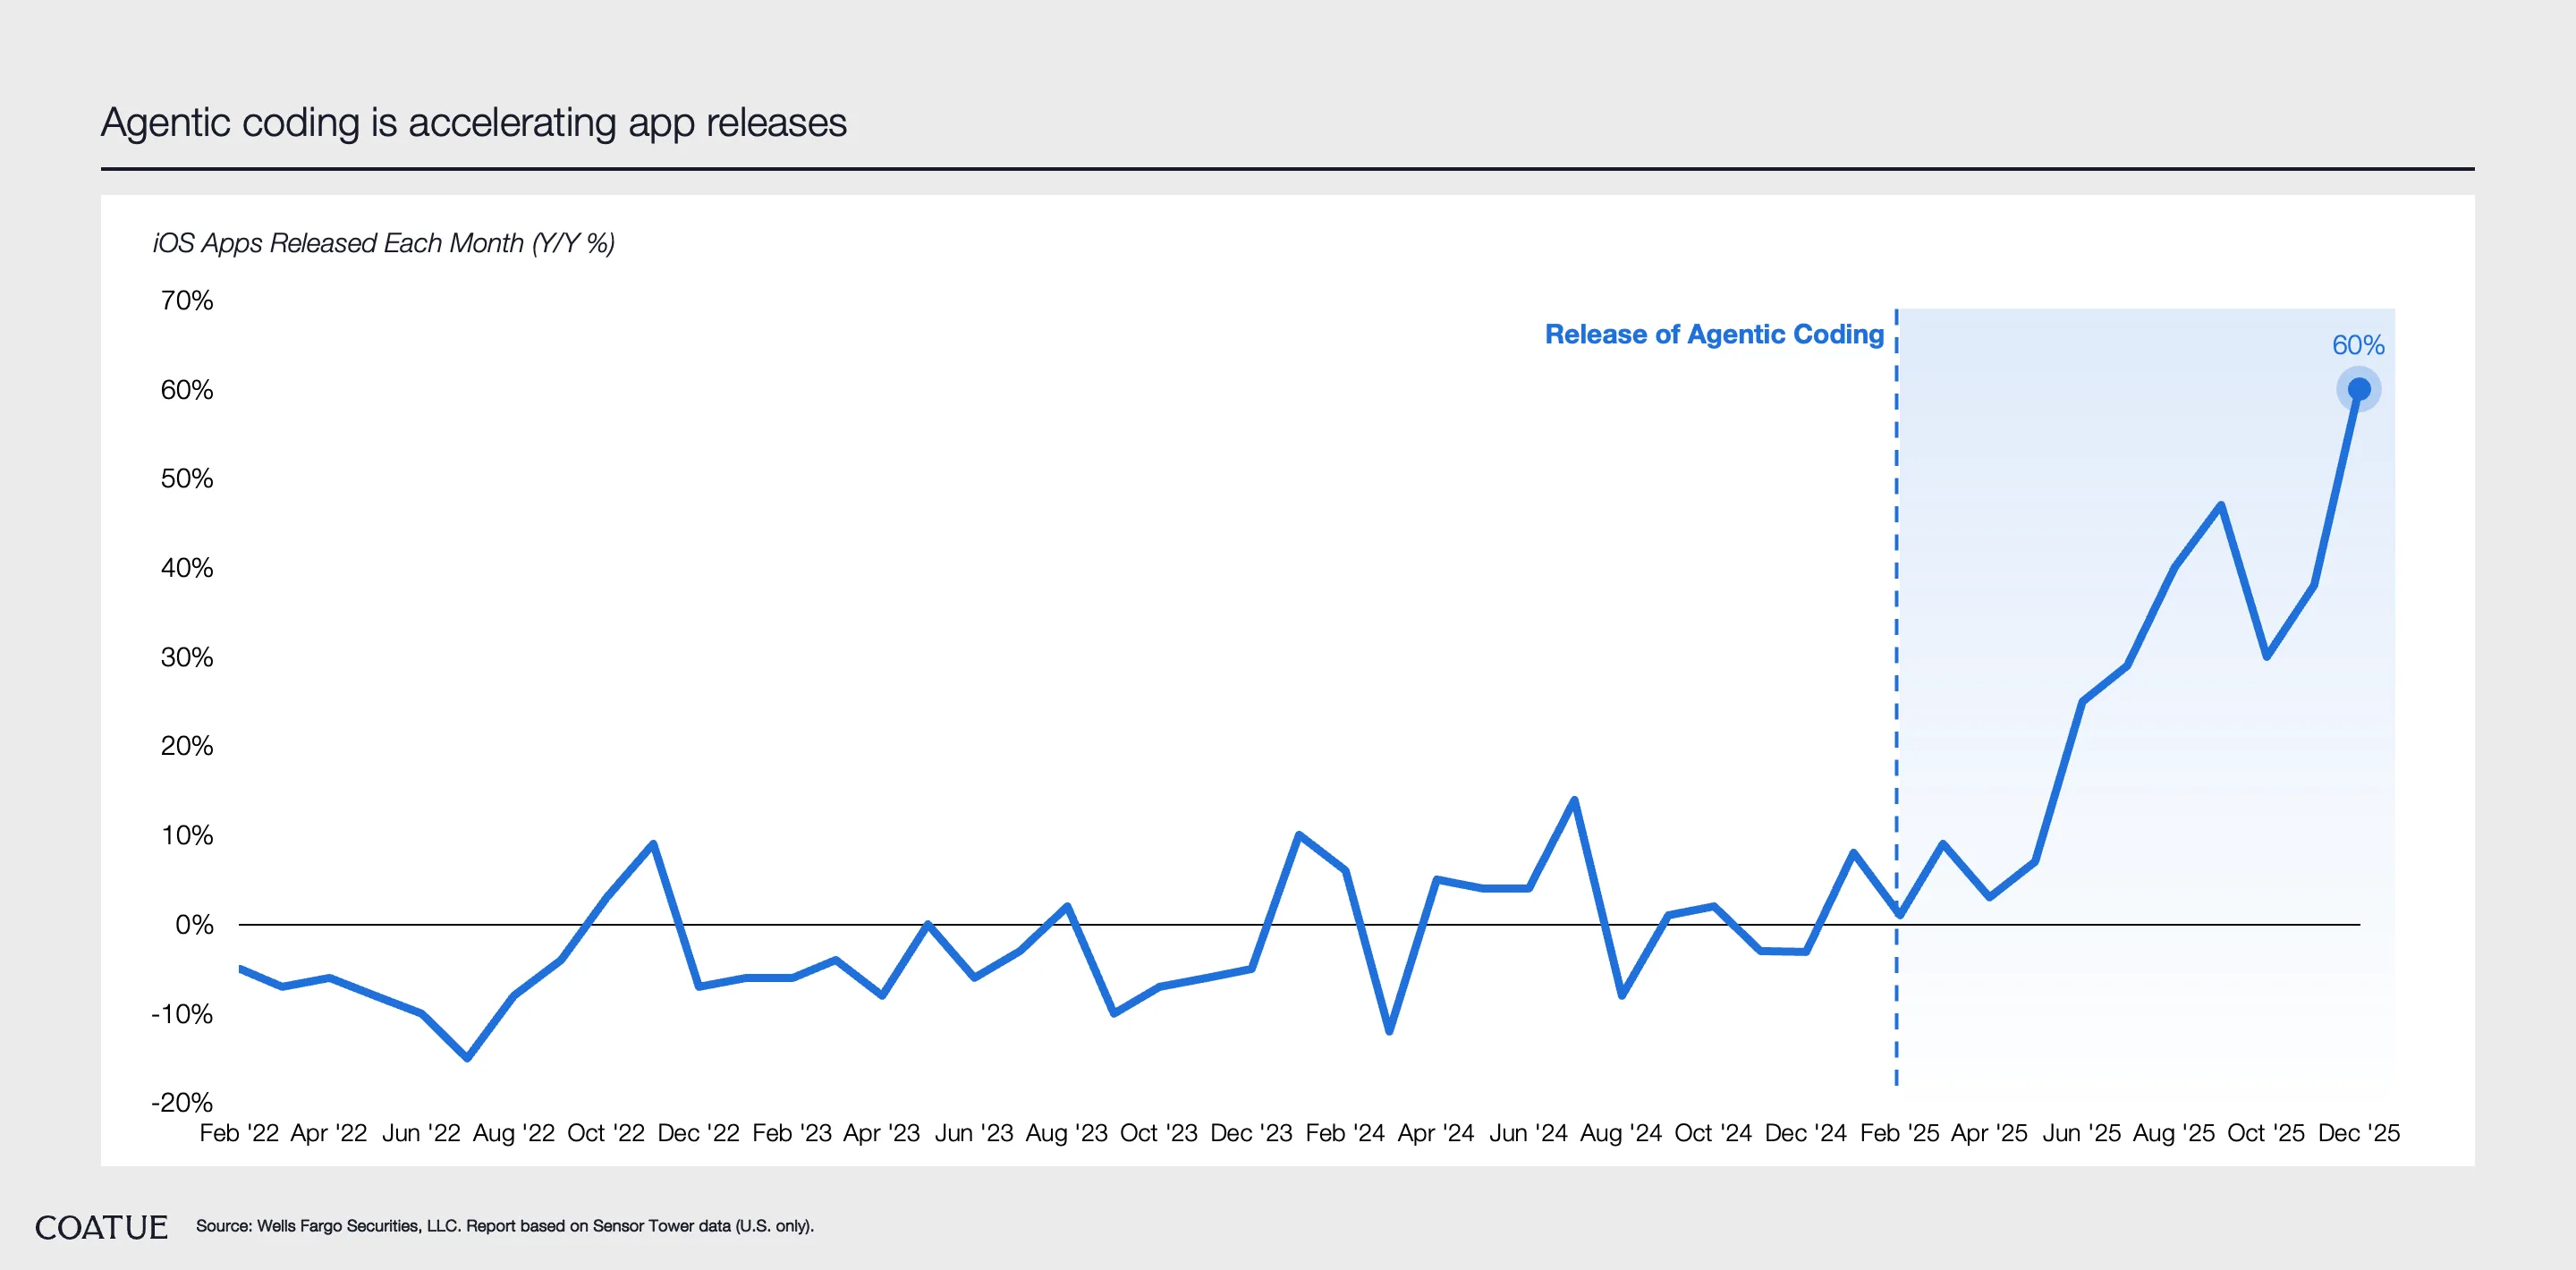 Agentic coding is accelerating app releases
iOS Apps Released Each Month (Y/Y %)
70%
Release of Agentic Coding
60%
60%
50%
40%
30%
20%
10%
0%
-10%
-20%
Feb '22 Apr '22 Jun '22 Aug '22 Oct '22 Dec '22 Feb '23 Apr '23 Jun '23 Aug '23 Oct '23 Dec '23 Feb '24 Apr '24 Jun '24 Aug '24 Oct '24 Dec '24 Feb '25 Apr '25 Jun '25 Aug '25 Oct '25 Dec '25
COATUE Source: Wells Fargo Securities, LLC. Report based on Sensor Tower data (U.S. only).